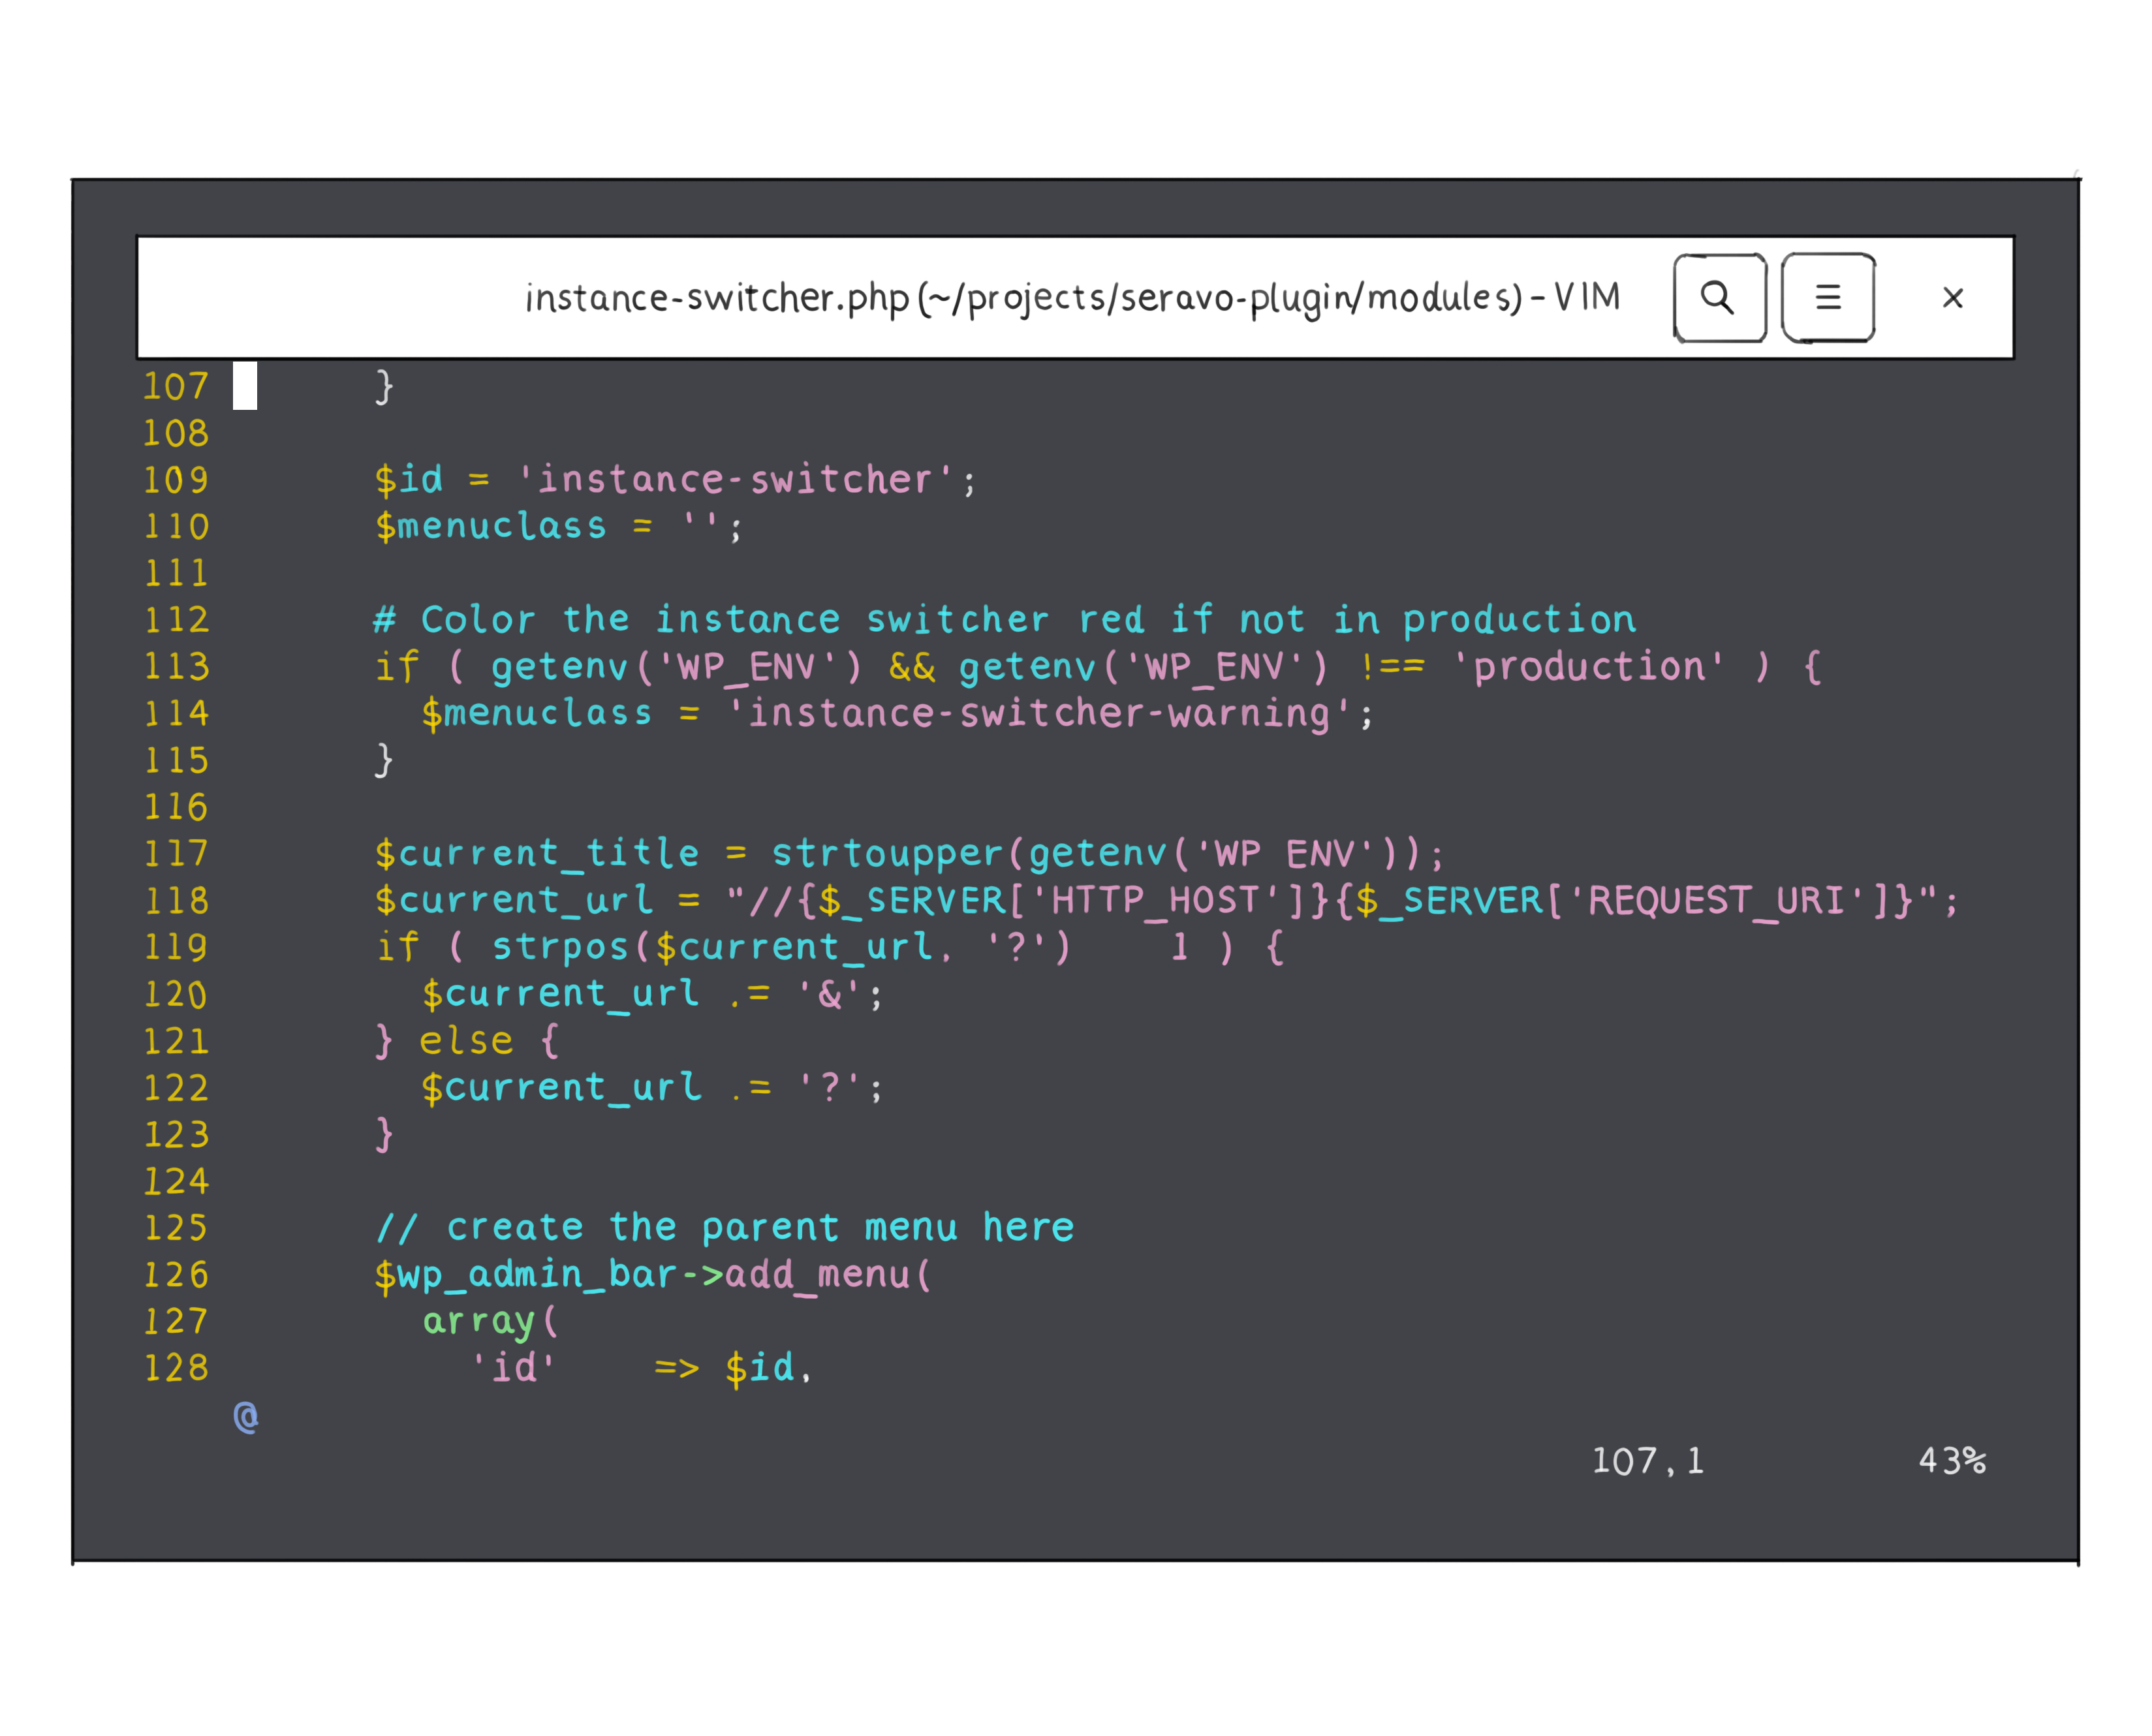 instance-switcher.php(~/projects/seravo-plugin/modules)-VIM
107 }
108
109 $id = 'instance-switcher';
110 $menuclass = '';
111
112 # Color the instance switcher red if not in production
113 if ( getenv('WP_ENV') && getenv('WP_ENV') !== 'production' ) {
114 $menuclass = 'instance-switcher-warning';
115 }
116
117 $current_title = strtoupper(getenv('WP ENV'));
118 $current_url = "//{$_SERVER['HTTP_HOST']}{$_SERVER['REQUEST_URI']}";
119 if ( strpos($current_url, '?') 1 ) {
120 $current_url .= '&';
121 } else {
122 $current_url .= '?';
123 }
124
125 // create the parent menu here
126 $wp_admin_bar->add_menu(
127 array(
128 'id' => $id,
@
107,1 43%